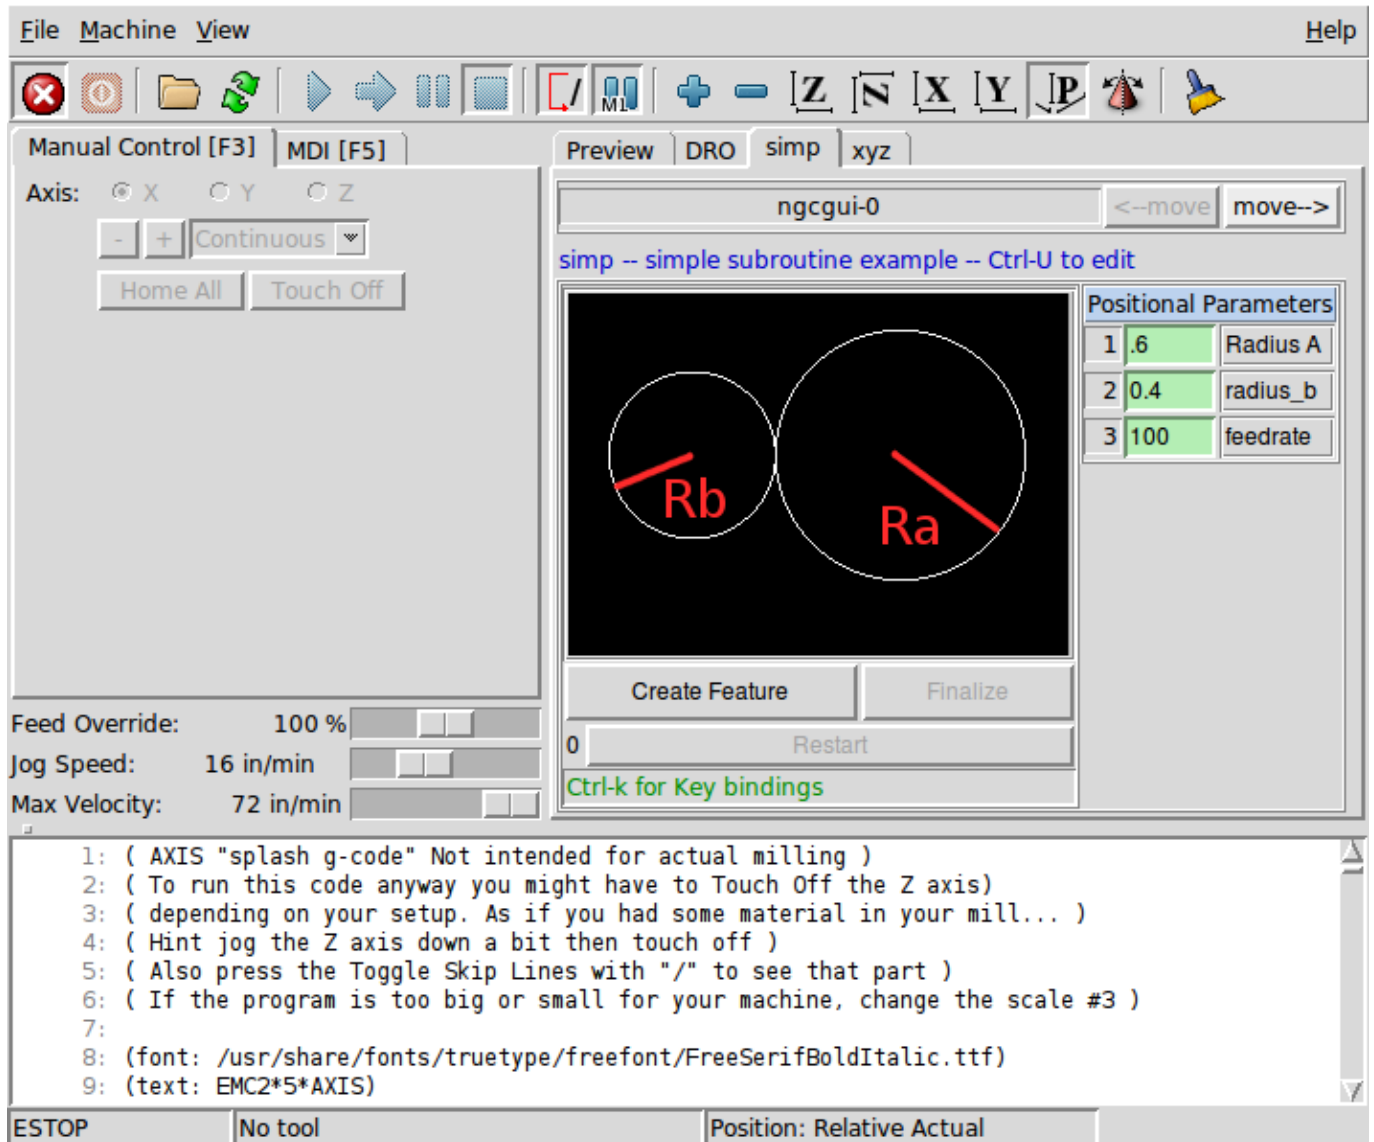 File Machine View Help
M1 Z N X Y P
Manual Control [F3] MDI [F5] Preview DRO simp xyz
Axis: X Y Z
ngcgui-0 <--move move-->
- + Continuous
simp -- simple subroutine example -- Ctrl-U to edit
Home All Touch Off
Positional Parameters
1 .6 Radius A
2 0.4 radius_b
3 100 feedrate
Rb
Ra
Create Feature Finalize
Feed Override: 100 %
0 Restart
Jog Speed: 16 in/min
Ctrl-k for Key bindings
Max Velocity: 72 in/min
1: ( AXIS "splash g-code" Not intended for actual milling )
2: ( To run this code anyway you might have to Touch Off the Z axis)
3: ( depending on your setup. As if you had some material in your mill... )
4: ( Hint jog the Z axis down a bit then touch off )
5: ( Also press the Toggle Skip Lines with "/" to see that part )
6: ( If the program is too big or small for your machine, change the scale #3 )
7:
8: (font: /usr/share/fonts/truetype/freefont/FreeSerifBoldItalic.ttf)
9: (text: EMC2*5*AXIS)
ESTOP No tool Position: Relative Actual